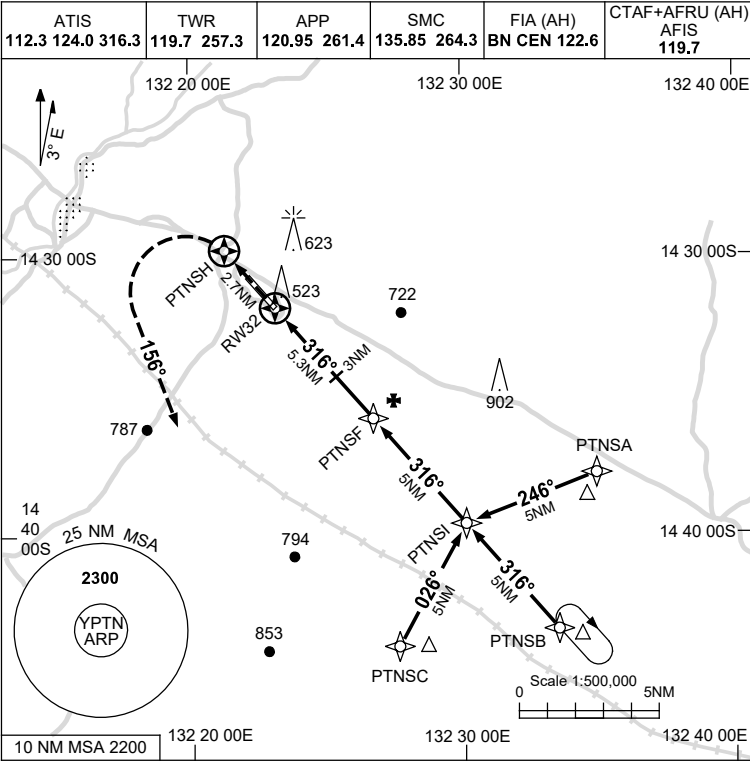 ATIS
112.3 124.0 316.3
TWR
119.7 257.3
APP
120.95 261.4
SMC
135.85 264.3
FIA (AH)
BN CEN 122.6
CTAF+AFRU (AH)
AFIS
119.7
132 20 00E
132 30 00E
132 40 00E
3° E
623
14 30 00S
14 30 00S
PTNSH
2.7NM
523
RW32
722
316°
5.3NM
3NM
156°
902
787
PTNSF
PTNSA
316°
5NM
246°
5NM
14
40
00S
14 40 00S
25 NM MSA
2300
YPTN
ARP
PTNSI
794
316°
5NM
026°
5NM
853
PTNSB
PTNSC
Scale 1:500,000
0
5NM
10 NM MSA 2200
132 20 00E
132 30 00E
132 40 00E